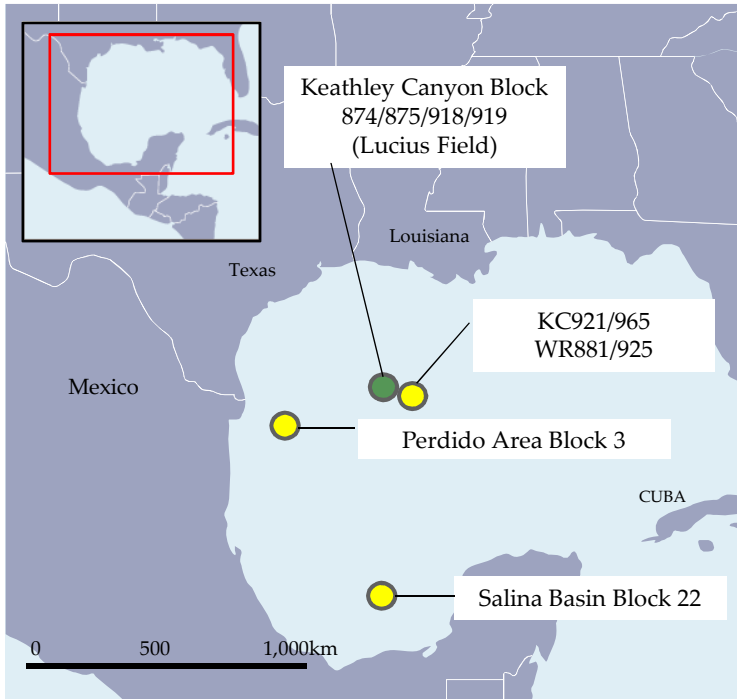 Keathley Canyon Block
874/875/918/919
(Lucius Field)
Louisiana
Texas
KC921/965
WR881/925
Mexico
Perdido Area Block 3
CUBA
Salina Basin Block 22
0 500 1,000km